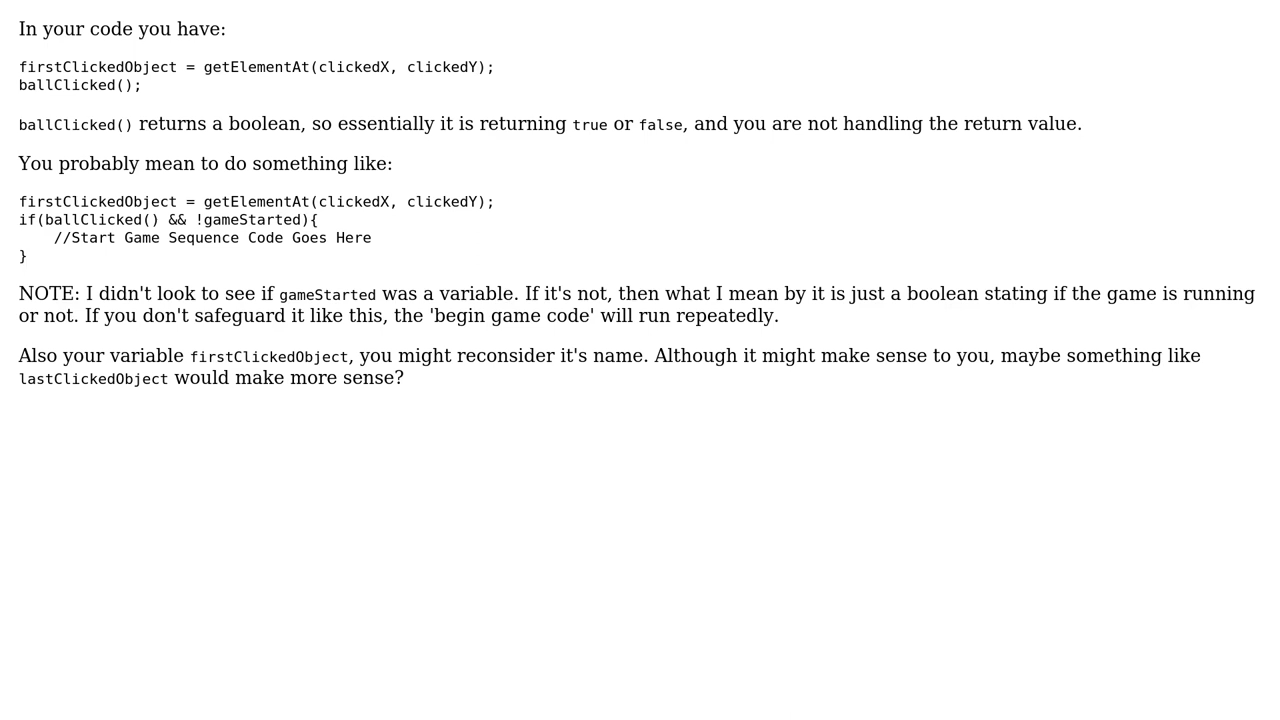 In your code you have:
firstClickedObject = getElementAt(clickedX, clickedY);
ballClicked();
ballClicked() returns a boolean, so essentially it is returning true or false, and you are not handling the return value.
You probably mean to do something like:
firstClickedObject = getElementAt(clickedX, clickedY);
if(ballClicked() && !gameStarted){
    //Start Game Sequence Code Goes Here
}
NOTE: I didn't look to see if gameStarted was a variable. If it's not, then what I mean by it is just a boolean stating if the game is running
or not. If you don't safeguard it like this, the 'begin game code' will run repeatedly.
Also your variable firstClickedObject, you might reconsider it's name. Although it might make sense to you, maybe something like
lastClickedObject would make more sense?